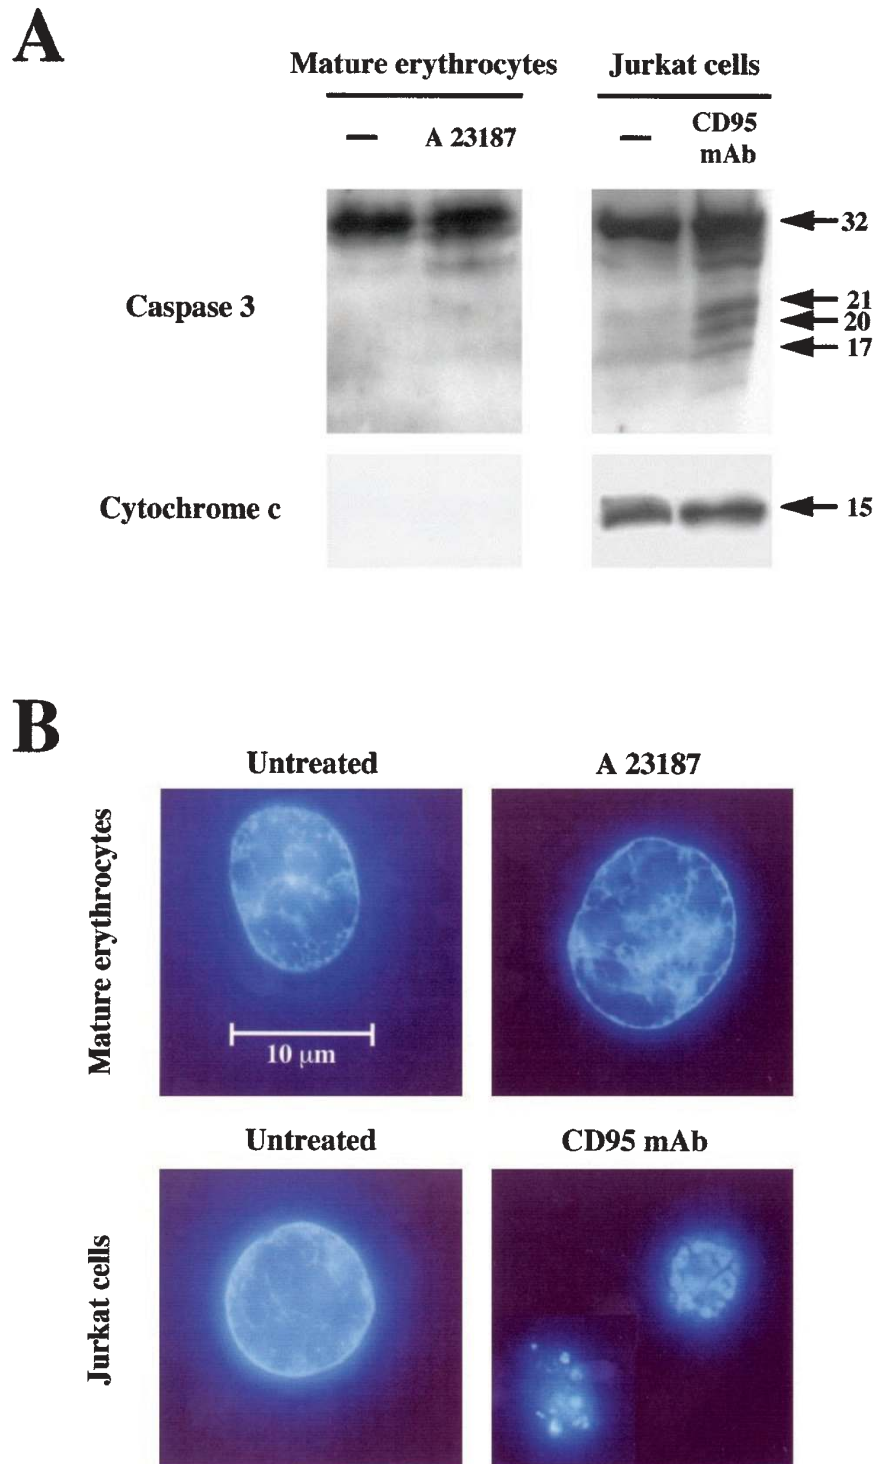 A
Mature erythrocytes Jurkat cells
— A 23187 — CD95
mAb
32
Caspase 3
21
20
17
Cytochrome c
15
B
Untreated A 23187
Mature erythrocytes
10 μm
Untreated CD95 mAb
Jurkat cells